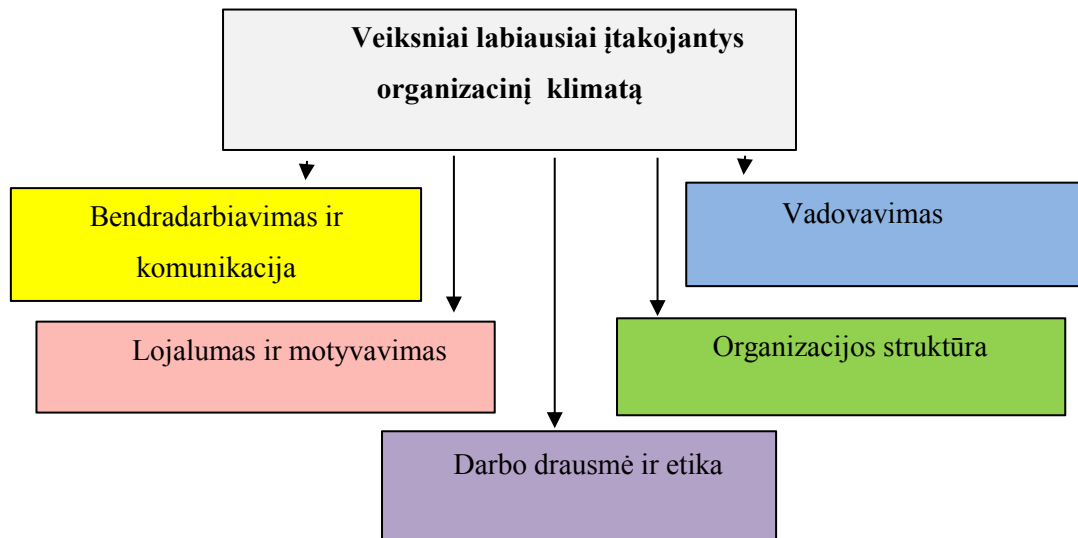 Veiksniai labiausiai įtakojantys
organizacinį klimatą
Bendradarbiavimas ir
komunikacija
Vadovavimas
Lojalumas ir motyvavimas
Organizacijos struktūra
Darbo drausmė ir etika